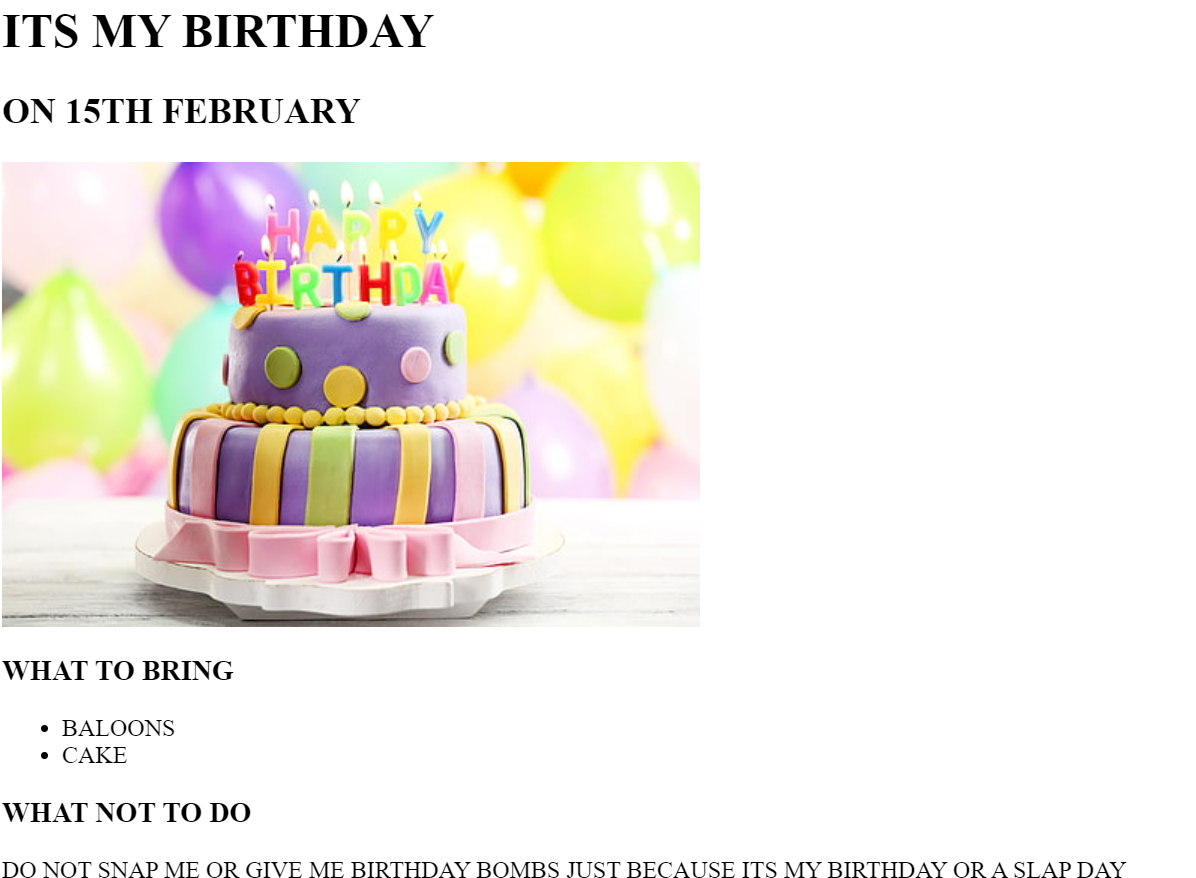 ITS MY BIRTHDAY
ON 15TH FEBRUARY
HAPPY
BIRTHDAY
WHAT TO BRING
BALOONS
CAKE
WHAT NOT TO DO
DO NOT SNAP ME OR GIVE ME BIRTHDAY BOMBS JUST BECAUSE ITS MY BIRTHDAY OR A SLAP DAY